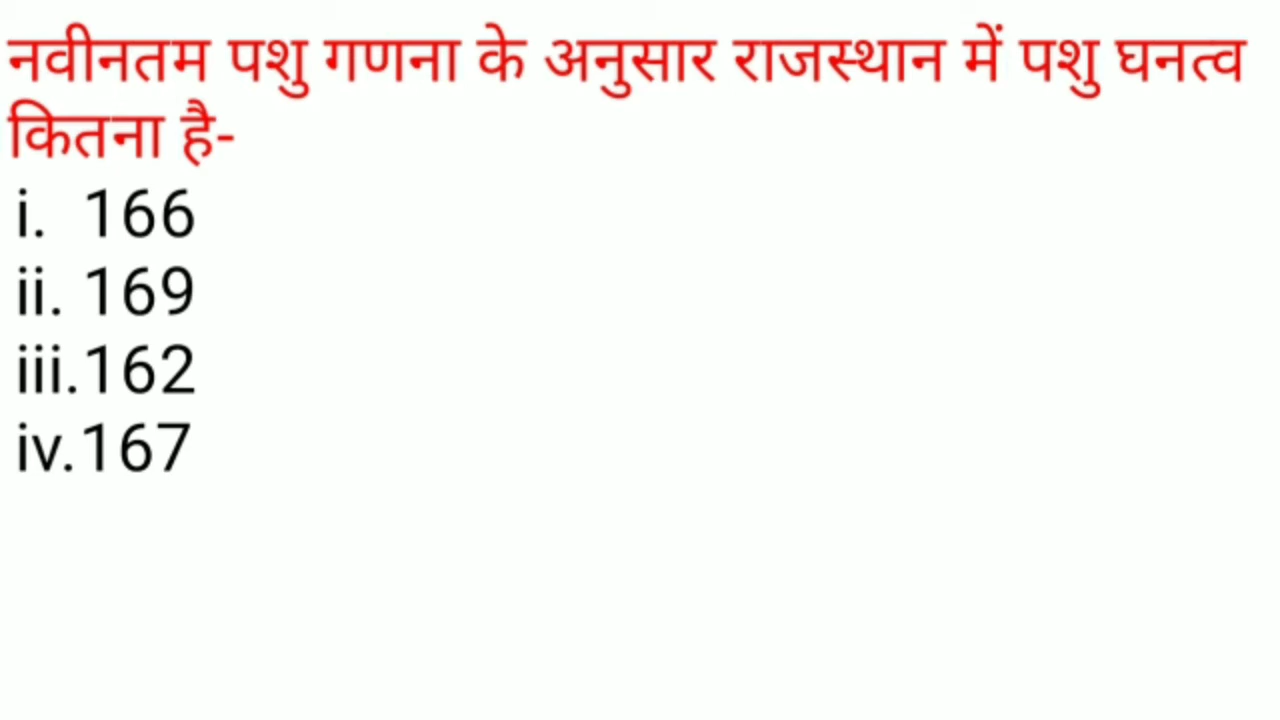 नवीनतम पशु गणना के अनुसार राजस्थान में पशु घनत्व
कितना है-
i. 166
ii. 169
iii.162
iv.167